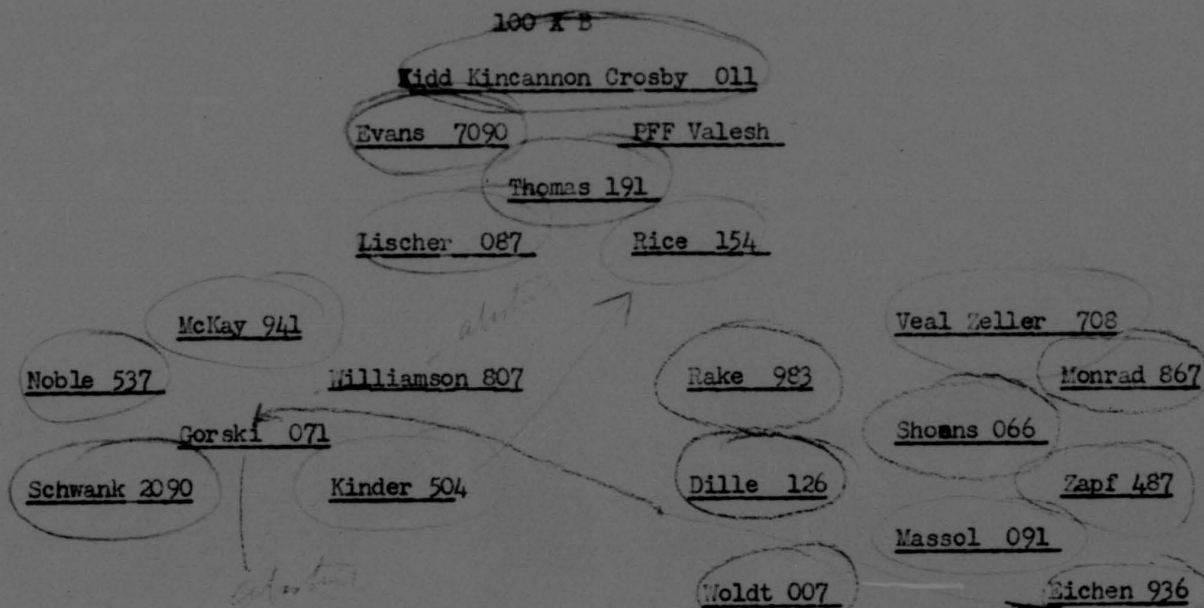 100 X B
Kidd Kincannon Crosby 011
Evans 7090 PFF Valesh
Thomas 191
Lischer 087 Rice 154
McKay 941
Noble 537 Williamson 807
Gorski 071
Schwank 2090 Kinder 504
Veal Zeller 708
Rake 983 Monrad 867
Shoens 066
Dille 126 Zapf 487
Massol 091
Woldt 007 Eichen 936